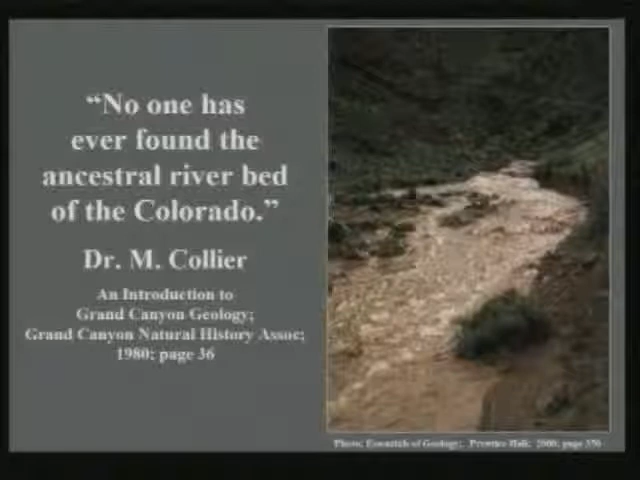 “No one has
ever found the
ancestral river bed
of the Colorado.”
Dr. M. Collier
An Introduction to
Grand Canyon Geology;
Grand Canyon Natural History Assoc;
1980; page 36
Photo; Essentials of Geology; Prentice Hall; 2000; page